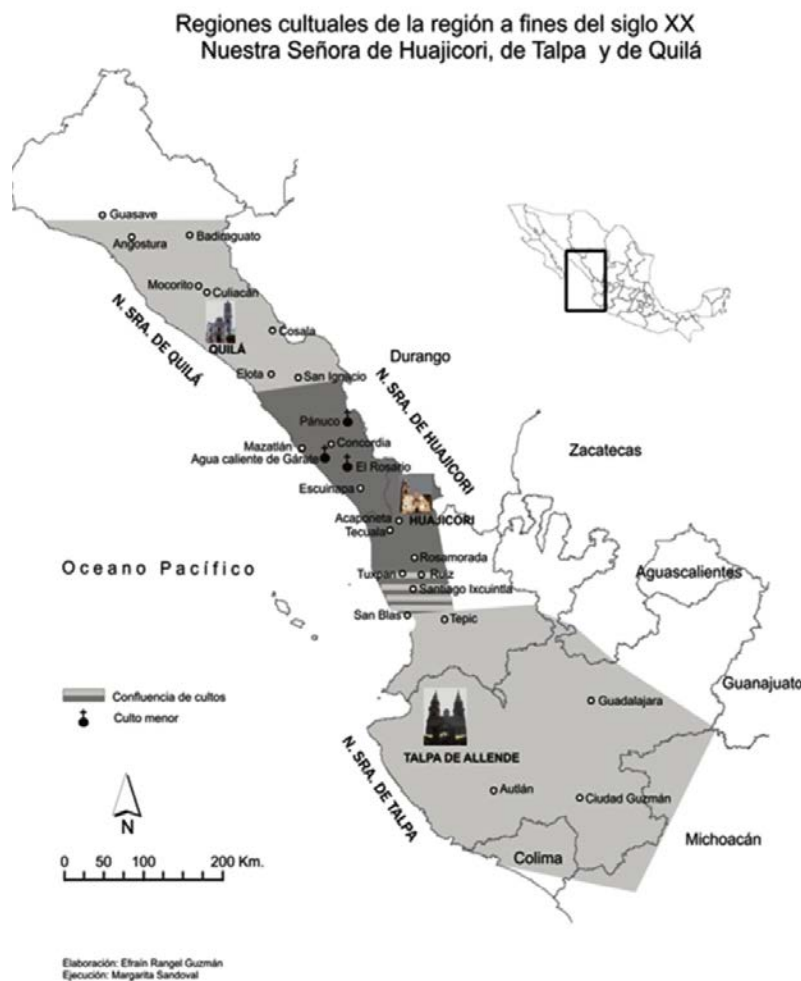 Regiones cultuales de la región a fines del siglo XX
Nuestra Señora de Huajicori, de Talpa y de Quilá
Guasave
Angostura
Badiraguato
Mocorito
Culiacán
N. SRA. DE QUILÁ
QUILÁ
Cosala
Durango
Elota
San Ignacio
N. SRA. DE HUAJICORI
Pánuco
Zacatecas
Mazatlán
Concordia
Agua caliente de Gárate
El Rosario
Escuinapa
Acaponeta
HUAJICORI
Tecuala
Rosamorada
Oceano Pacífico
Aguascalientes
Tuxpan
Ruiz
Santiago Ixcuintla
San Blas
Tepic
Guanajuato
Confluencia de cultos
Guadalajara
Culto menor
TALPA DE ALLENDE
N. SRA. DE TALPA
Autlán
Ciudad Guzmán
N
Michoacán
Colima
0 50 100 200 Km.
Elaboración: Efraín Rangel Guzmán
Ejecución: Margarita Sandoval